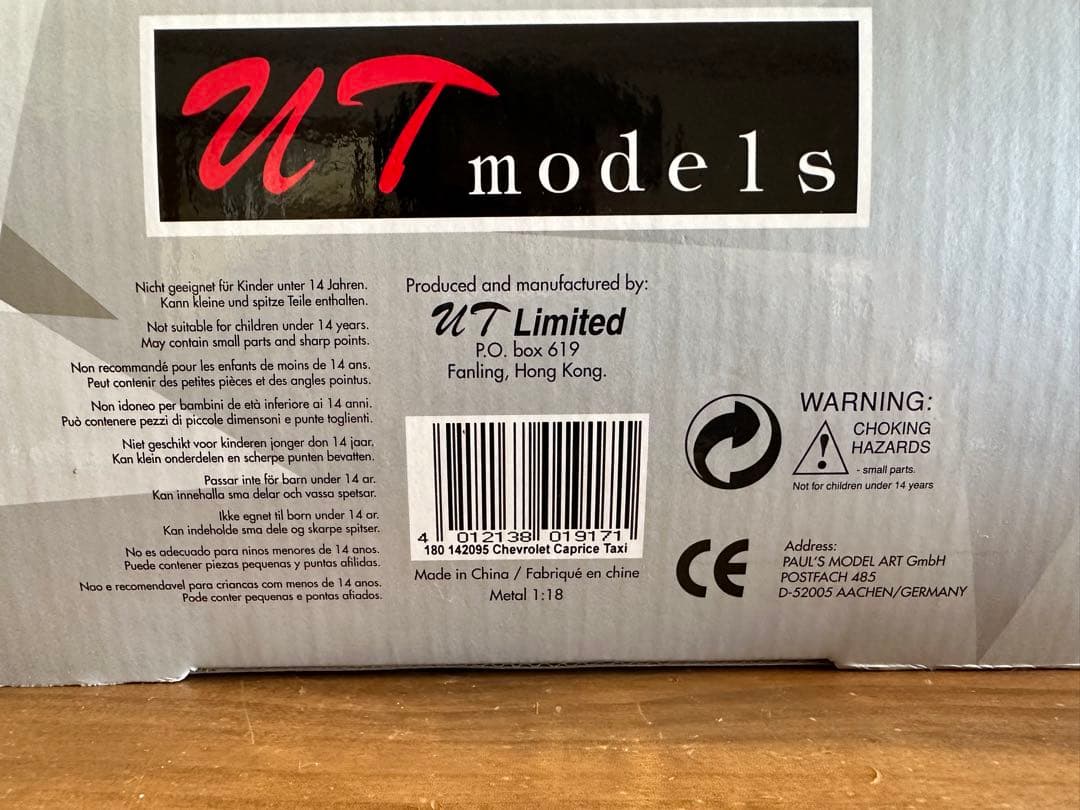 UT models
Nicht geeignet für Kinder unter 14 Jahren.
Kann kleine und spitze Teile enthalten.
Not suitable for children under 14 years.
May contain small parts and sharp points.
Non recommandé pour les enfants de moins de 14 ans.
Peut contenir des petites pièces et des angles pointus.
Non idoneo per bambini de età inferiore ai 14 anni.
Può contenere pezzi di piccole dimensoni e punte toglienti.
Niet geschikt voor kinderen jonger don 14 jaar.
Kan klein onderdelen en scherpe punten bevatten.
Passar inte för barn under 14 ar.
Kan innehalla sma delar och vassa spetsar.
Ikke egnet til born under 14 ar.
Kan indeholde sma dele og skarpe spitser.
No es adecuado para ninos menores de 14 anos.
Puede contener piezas pequenas y puntas afilidas.
Nao e recomendavel para criancas com menos de 14 anos.
Pode conter pequenas e pontas afiados.
Produced and manufactured by:
UT Limited
P.O. box 619
Fanling, Hong Kong.
4 012138 019171
180 142095 Chevrolet Caprice Taxi
Made in China / Fabriqué en chine
Metal 1:18
WARNING:
CHOKING
HAZARDS
- small parts.
Not for children under 14 years
CE
Address:
PAUL'S MODEL ART GmbH
POSTFACH 485
D-52005 AACHEN/GERMANY